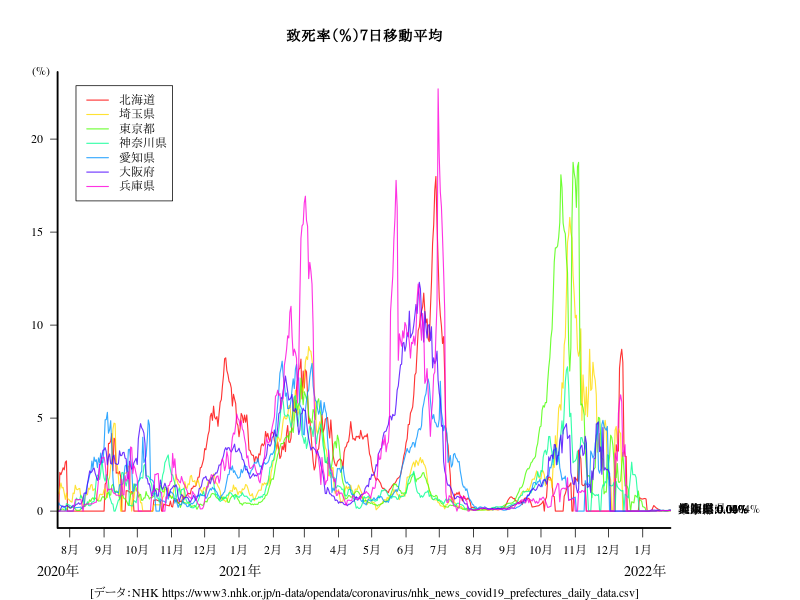 致死率(%)7日移動平均
(%)
北海道
埼玉県
東京都
神奈川県
愛知県
大阪府
兵庫県
20
15
10
5
0
8月 9月 10月 11月 12月 1月 2月 3月 4月 5月 6月 7月 8月 9月 10月 11月 12月 1月
2020年 2021年 2022年
[データ:NHK https://www3.nhk.or.jp/n-data/opendata/coronavirus/nhk_news_covid19_prefectures_daily_data.csv]